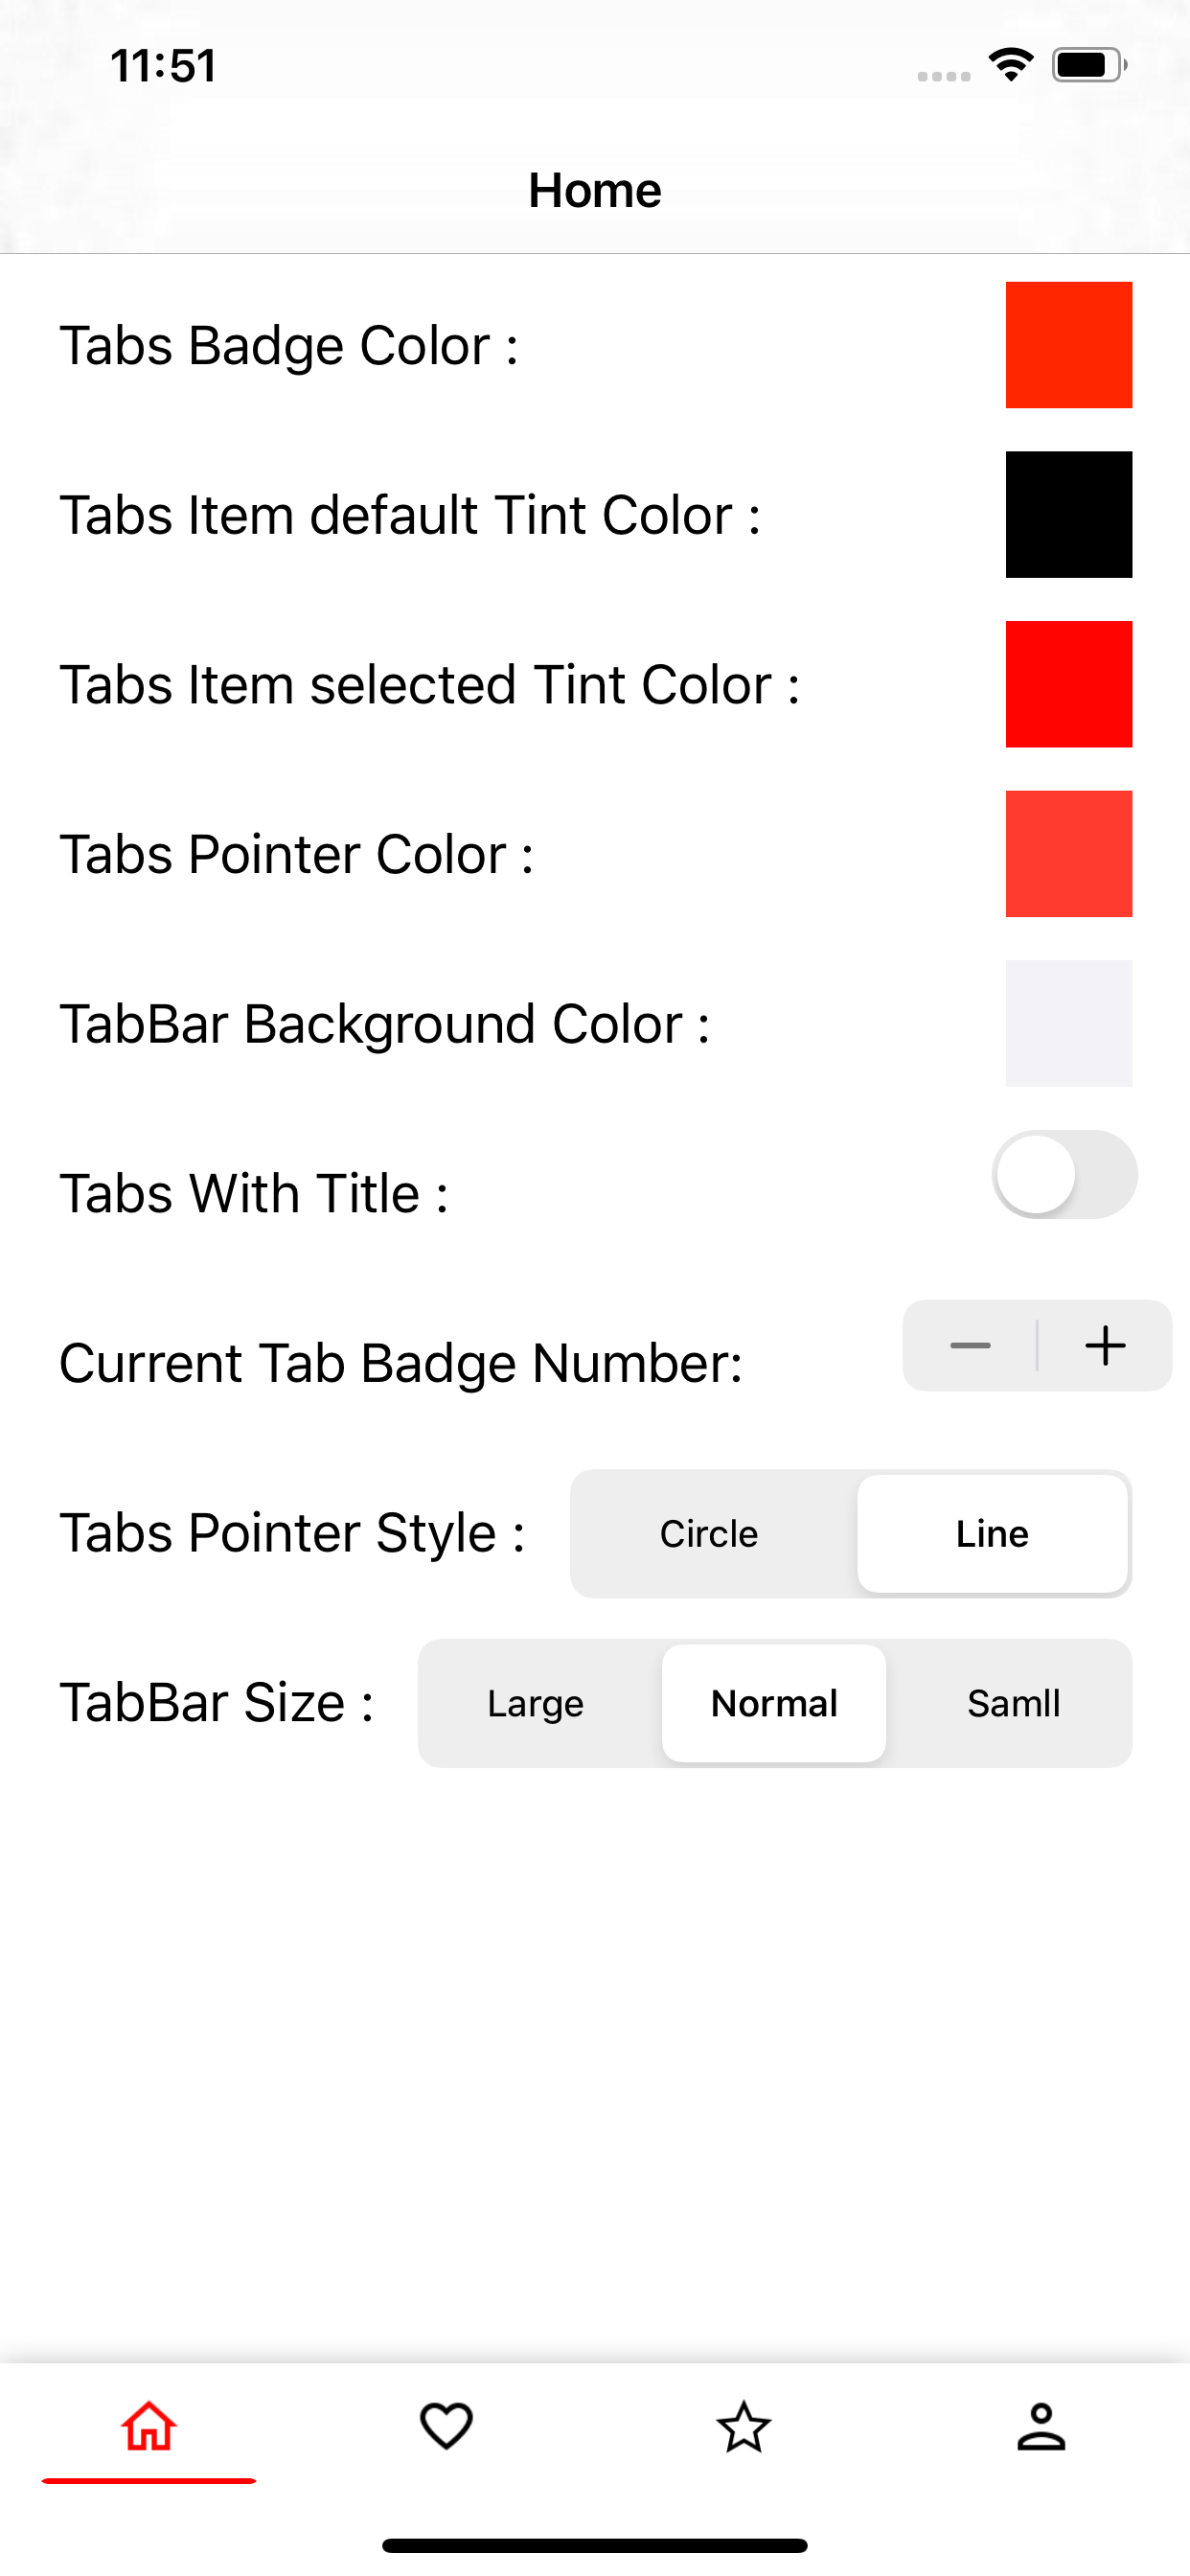 11:51
Home
Tabs Badge Color :
Tabs Item default Tint Color :
Tabs Item selected Tint Color :
Tabs Pointer Color :
TabBar Background Color :
Tabs With Title :
Current Tab Badge Number:
Tabs Pointer Style : Circle Line
TabBar Size : Large Normal Samll